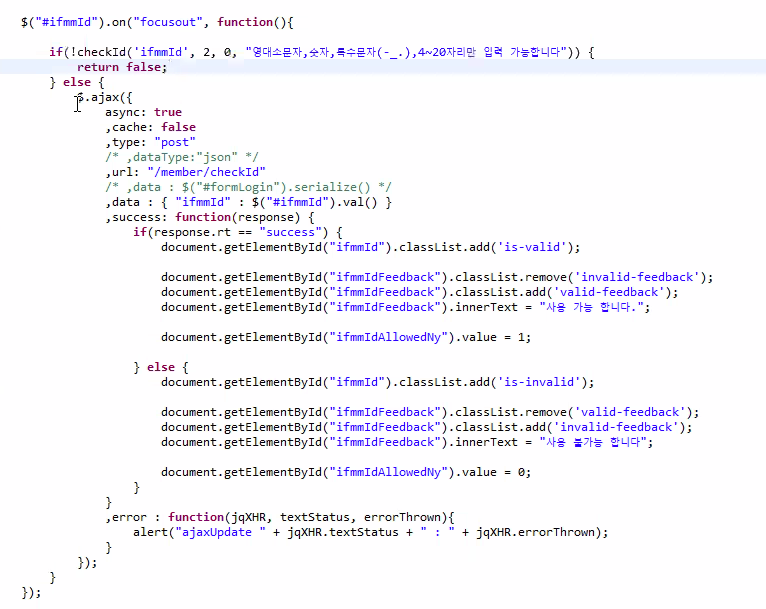 $("#ifmmId").on("focusout", function(){
if(!checkId('ifmmId', 2, 0, "영대소문자,숫자,특수문자(-_.),4~20자리만 입력 가능합니다")) {
return false;
} else {
$.ajax({
async: true
,cache: false
,type: "post"
/* ,dataType:"json" */
,url: "/member/checkId"
/* ,data : $("#formLogin").serialize() */
,data : { "ifmmId" : $("#ifmmId").val() }
,success: function(response) {
if(response.rt == "success") {
document.getElementById("ifmmId").classList.add('is-valid');
document.getElementById("ifmmIdFeedback").classList.remove('invalid-feedback');
document.getElementById("ifmmIdFeedback").classList.add('valid-feedback');
document.getElementById("ifmmIdFeedback").innerText = "사용 가능 합니다.";
document.getElementById("ifmmIdAllowedNy").value = 1;
} else {
document.getElementById("ifmmId").classList.add('is-invalid');
document.getElementById("ifmmIdFeedback").classList.remove('valid-feedback');
document.getElementById("ifmmIdFeedback").classList.add('invalid-feedback');
document.getElementById("ifmmIdFeedback").innerText = "사용 불가능 합니다";
document.getElementById("ifmmIdAllowedNy").value = 0;
}
}
,error : function(jqXHR, textStatus, errorThrown){
alert("ajaxUpdate " + jqXHR.textStatus + " : " + jqXHR.errorThrown);
}
});
}
});